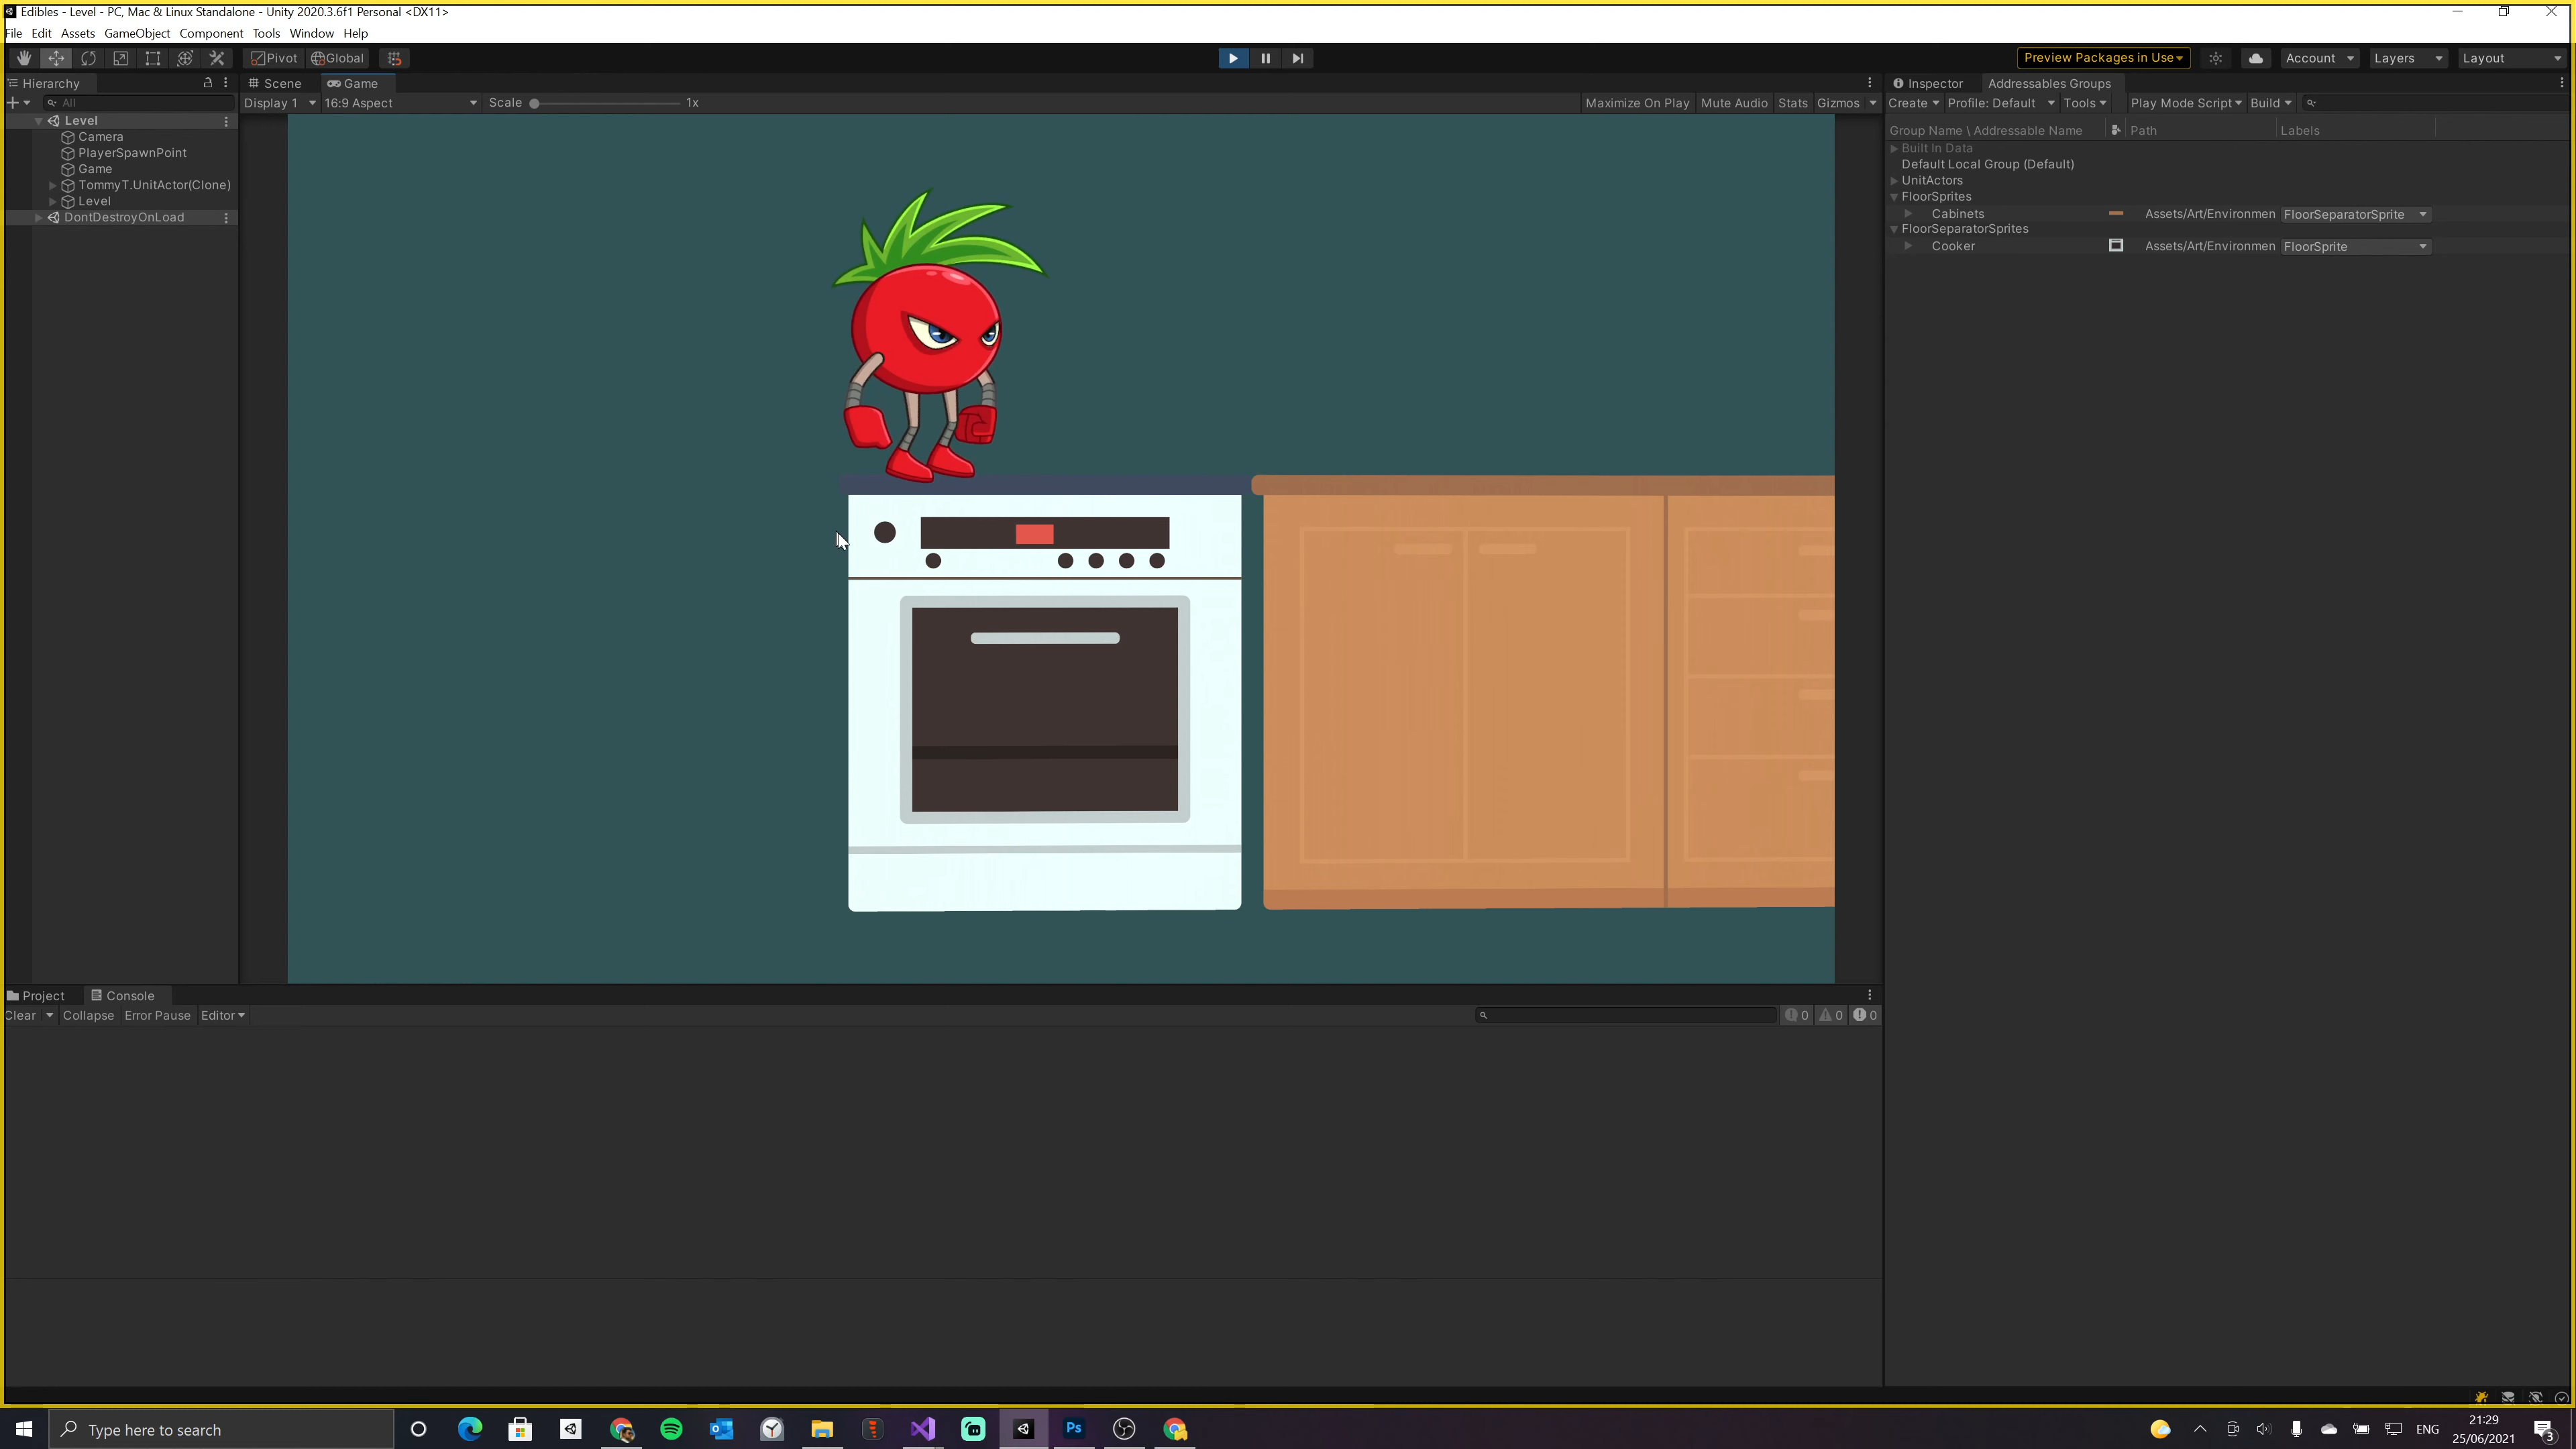 Edibles - Level - PC, Mac & Linux Standalone - Unity 2020.3.6f1 Personal <DX11>
File Edit Assets GameObject Component Tools Window Help
Pivot Global Preview Packages in Use Account Layers Layout
Hierarchy Scene Game Inspector Addressables Groups
All Display 1 16:9 Aspect Scale 1x Maximize On Play Mute Audio Stats Gizmos Create Profile: Default Tools Play Mode Script Build
Level
Camera
PlayerSpawnPoint
Game
TommyT.UnitActor(Clone)
Level
DontDestroyOnLoad
Group Name \ Addressable Name Path Labels
Built In Data
Default Local Group (Default)
UnitActors
FloorSprites
Cabinets Assets/Art/Environmen FloorSeparatorSprite
FloorSeparatorSprites
Cooker Assets/Art/Environmen FloorSprite
Project Console
Clear Collapse Error Pause Editor 0 0 0
Type here to search
Ps
ENG
21:29
25/06/2021
3